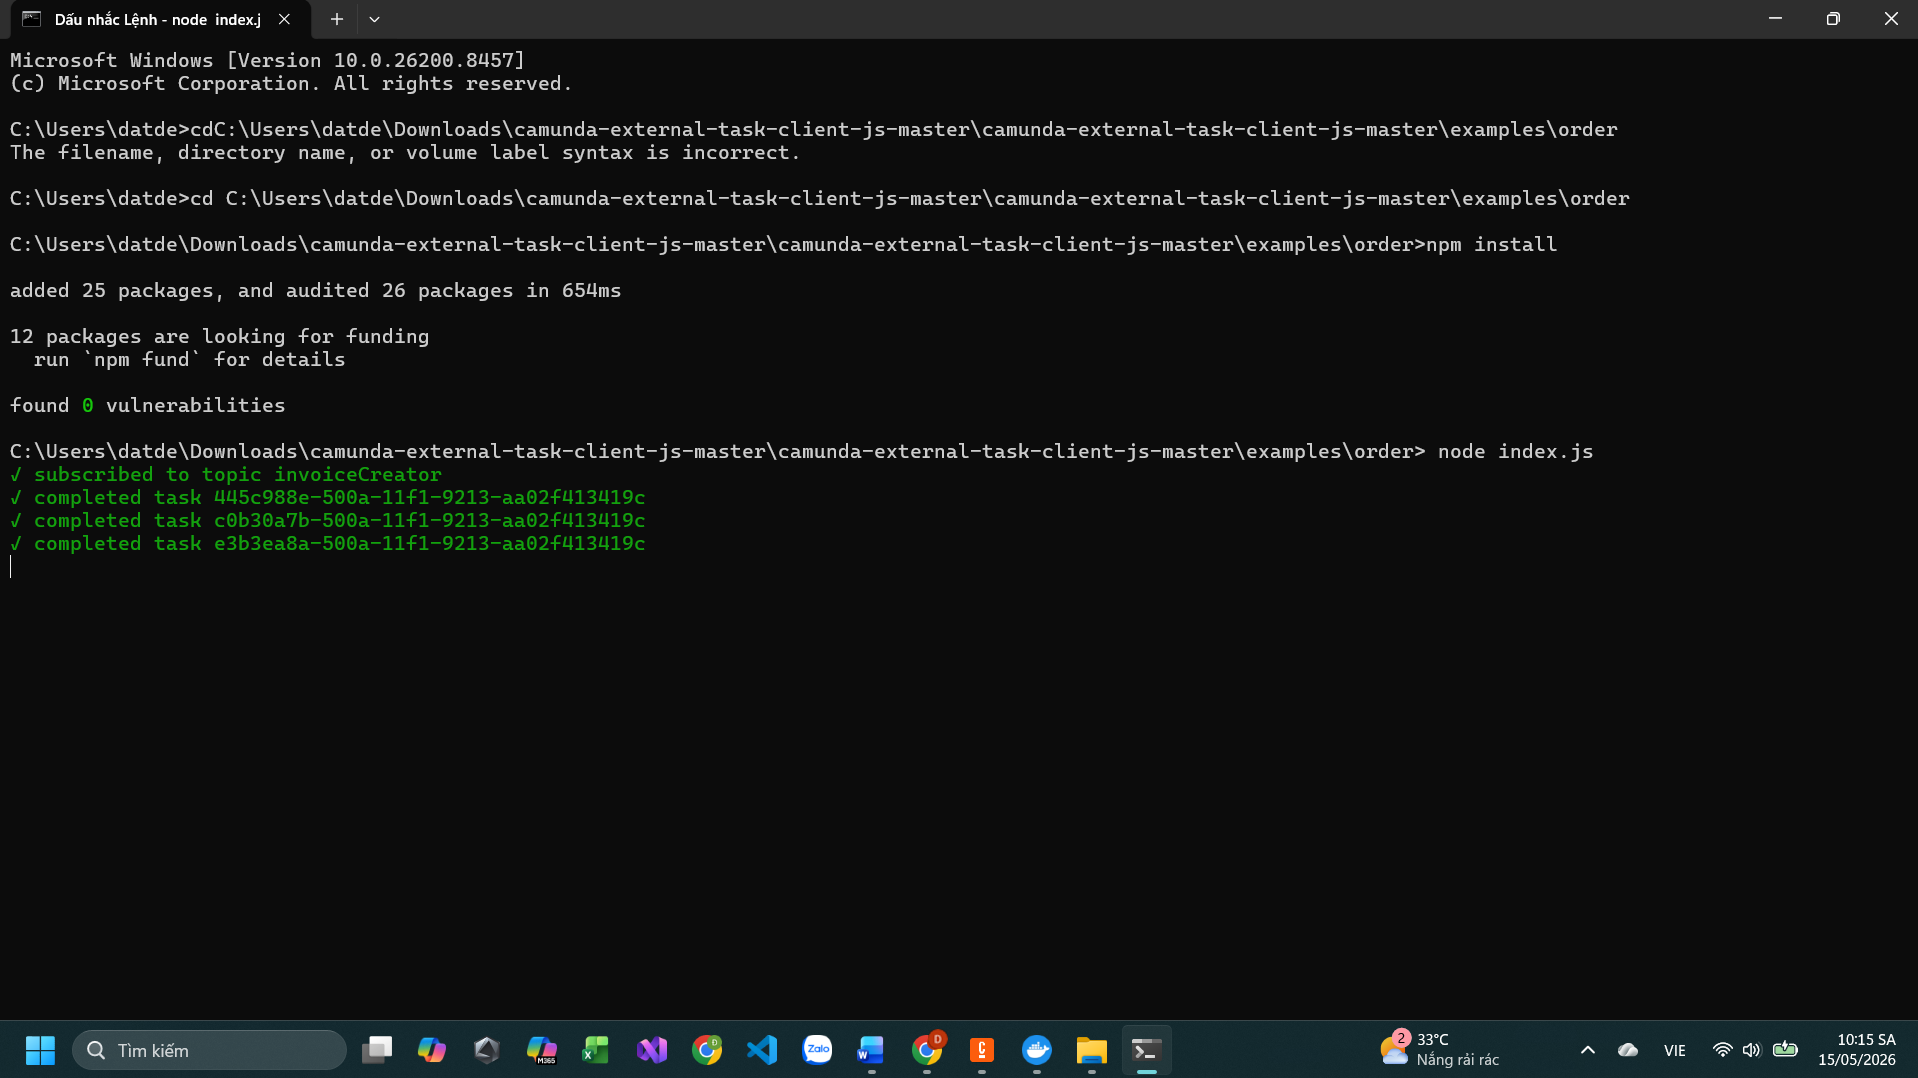 Dấu nhắc Lệnh - node  index.j
Microsoft Windows [Version 10.0.26200.8457]
(c) Microsoft Corporation. All rights reserved.
C:\Users\datde>cdC:\Users\datde\Downloads\camunda-external-task-client-js-master\camunda-external-task-client-js-master\examples\order
The filename, directory name, or volume label syntax is incorrect.
C:\Users\datde>cd C:\Users\datde\Downloads\camunda-external-task-client-js-master\camunda-external-task-client-js-master\examples\order
C:\Users\datde\Downloads\camunda-external-task-client-js-master\camunda-external-task-client-js-master\examples\order>npm install
added 25 packages, and audited 26 packages in 654ms
12 packages are looking for funding
  run `npm fund` for details
found 0 vulnerabilities
C:\Users\datde\Downloads\camunda-external-task-client-js-master\camunda-external-task-client-js-master\examples\order> node index.js
√ subscribed to topic invoiceCreator
√ completed task 445c988e-500a-11f1-9213-aa02f413419c
√ completed task c0b30a7b-500a-11f1-9213-aa02f413419c
√ completed task e3b3ea8a-500a-11f1-9213-aa02f413419c
Tìm kiếm
M365
X
Đ
Zalo
W
D
C
2
33°C
Nắng rải rác
VIE
10:15 SA
15/05/2026